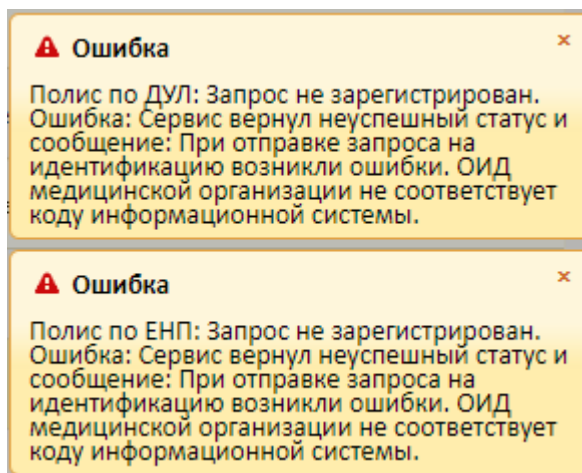 Ошибка
×
Полис по ДУЛ: Запрос не зарегистрирован.
Ошибка: Сервис вернул неуспешный статус и
сообщение: При отправке запроса на
идентификацию возникли ошибки. ОИД
медицинской организации не соответствует
коду информационной системы.
Ошибка
×
Полис по ЕНП: Запрос не зарегистрирован.
Ошибка: Сервис вернул неуспешный статус и
сообщение: При отправке запроса на
идентификацию возникли ошибки. ОИД
медицинской организации не соответствует
коду информационной системы.